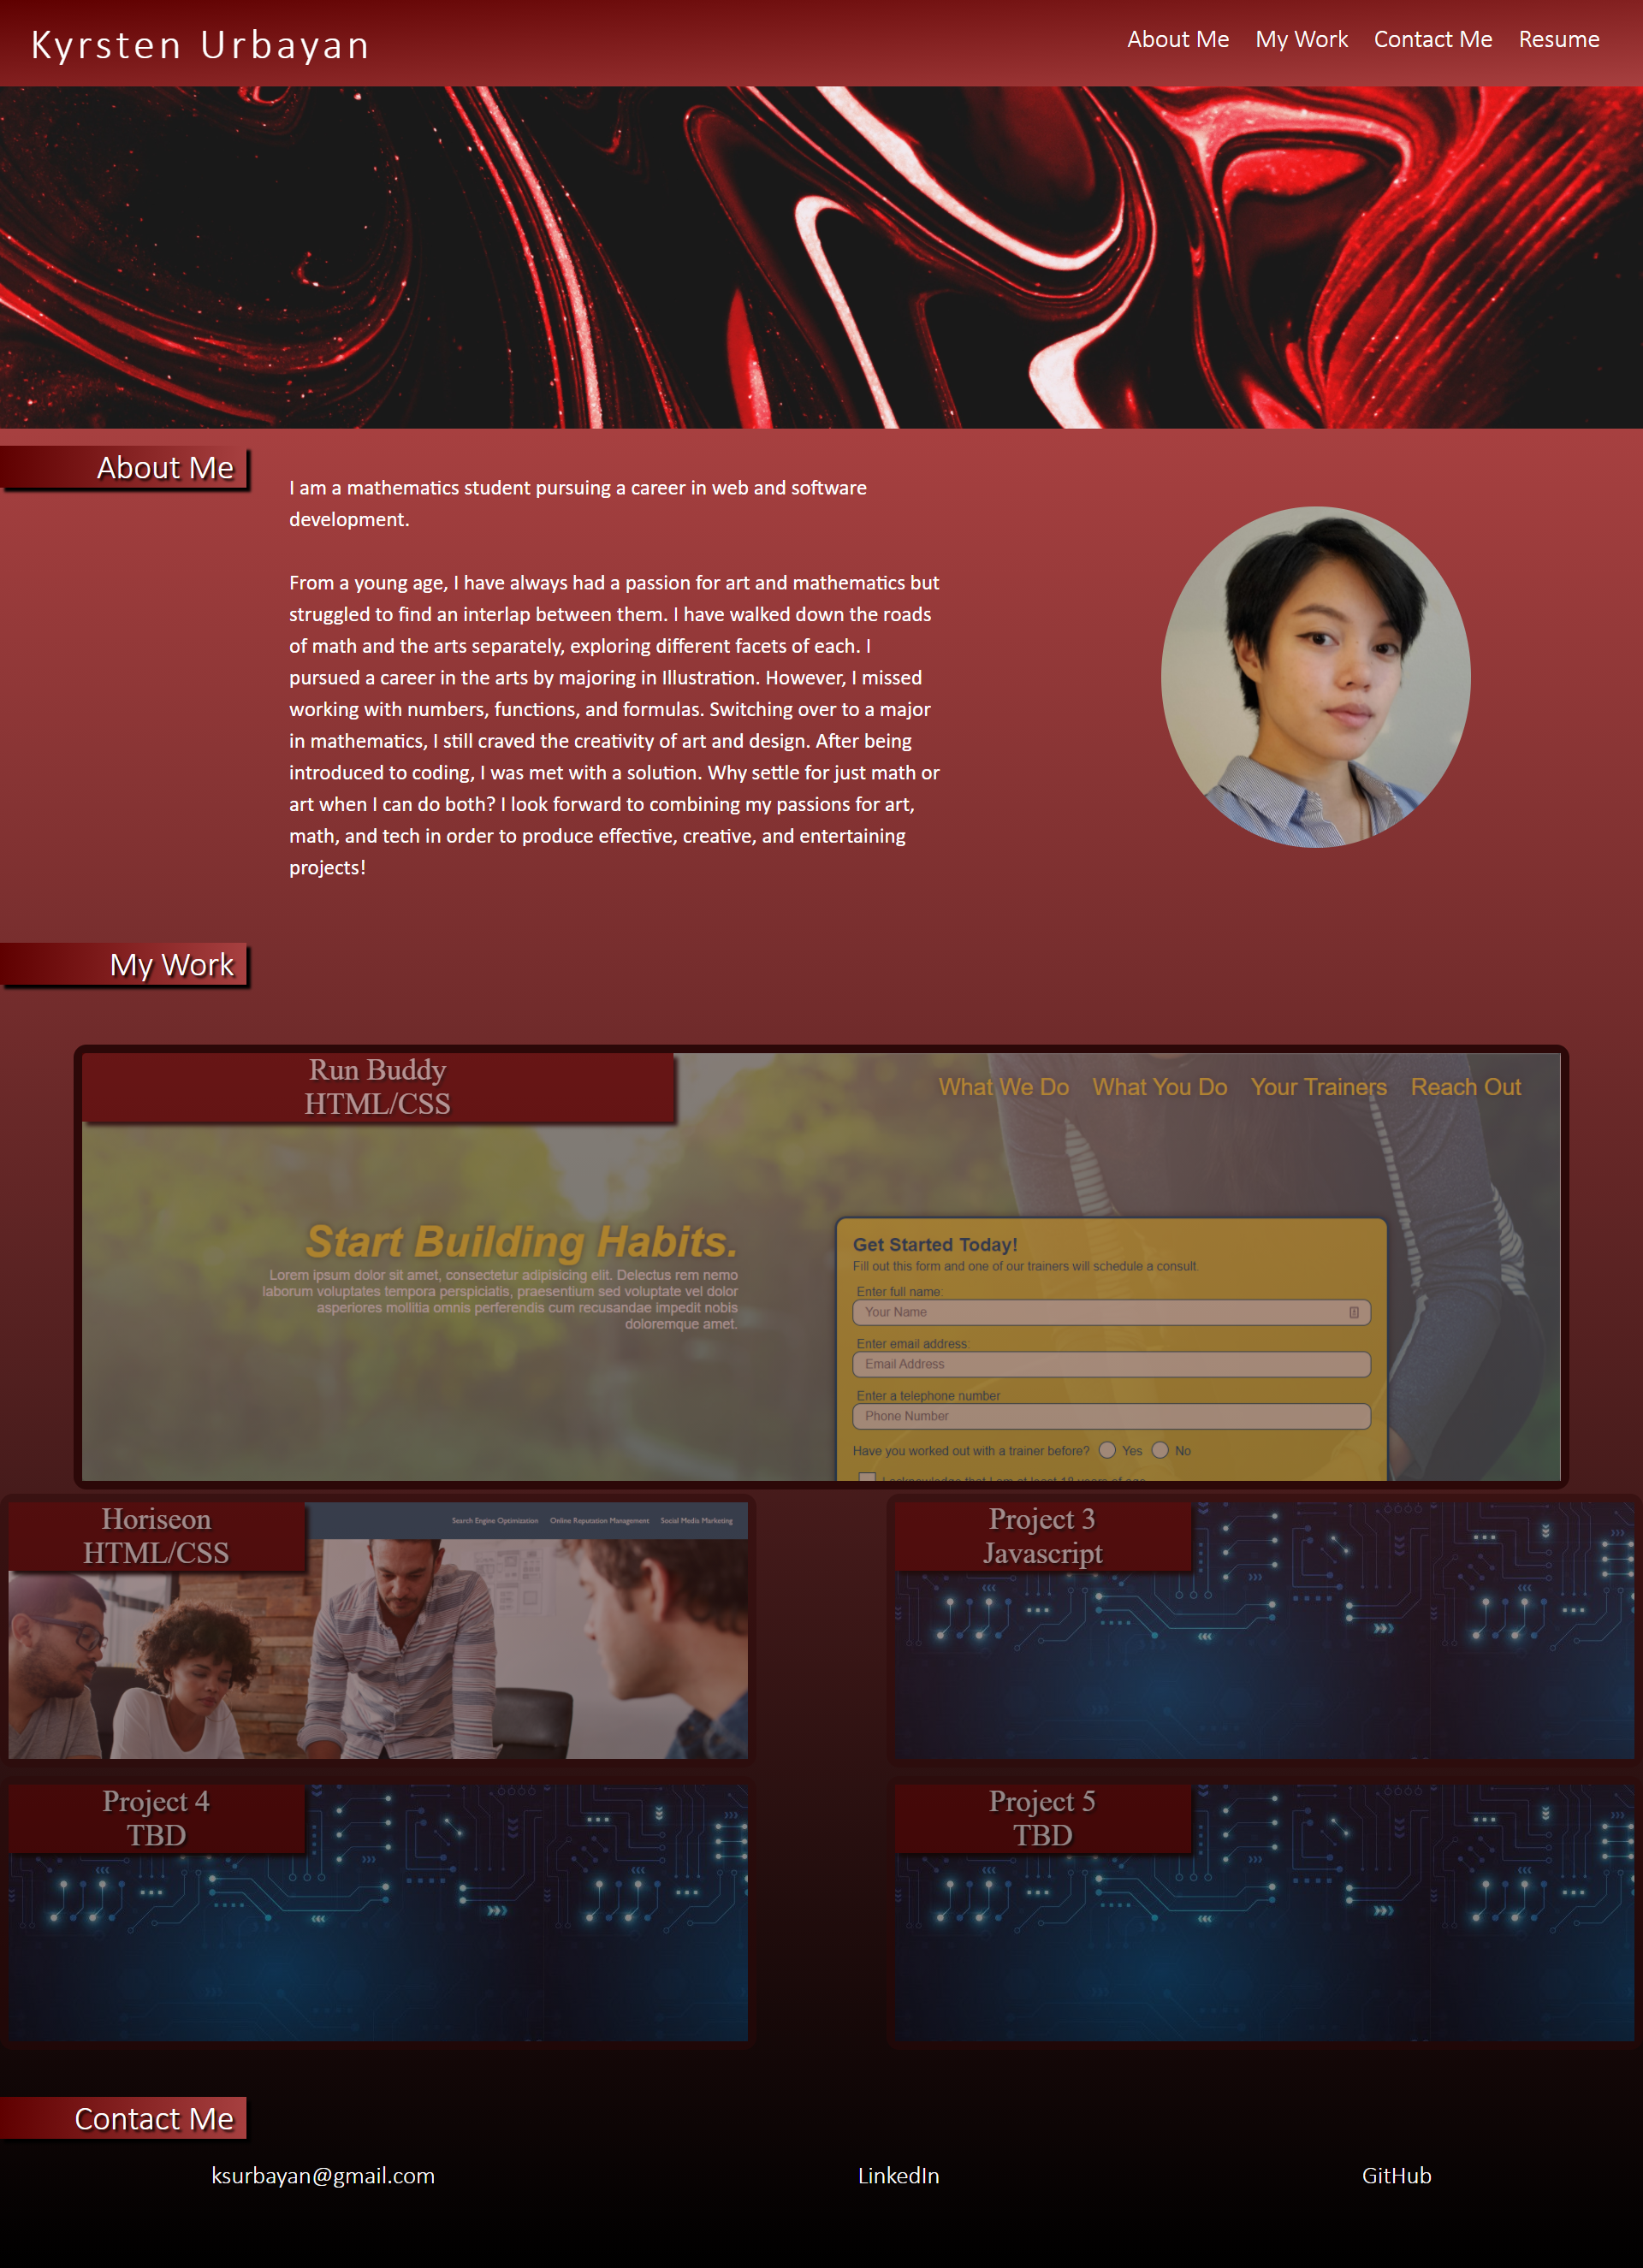 Kyrsten Urbayan
About Me My Work Contact Me Resume
About Me
I am a mathematics student pursuing a career in web and software
development.
From a young age, I have always had a passion for art and mathematics but
struggled to find an interlap between them. I have walked down the roads
of math and the arts separately, exploring different facets of each. I
pursued a career in the arts by majoring in Illustration. However, I missed
working with numbers, functions, and formulas. Switching over to a major
in mathematics, I still craved the creativity of art and design. After being
introduced to coding, I was met with a solution. Why settle for just math or
art when I can do both? I look forward to combining my passions for art,
math, and tech in order to produce effective, creative, and entertaining
projects!
My Work
Run Buddy
HTML/CSS
What We Do What You Do Your Trainers Reach Out
Start Building Habits.
Lorem ipsum dolor sit amet, consectetur adipisicing elit. Delectus rem nemo
laborum voluptates tempora perspiciatis, praesentium sed voluptate vel dolor
asperiores mollitia omnis perferendis cum recusandae impedit nobis
doloremque amet.
Get Started Today!
Fill out this form and one of our trainers will schedule a consult.
Enter full name:
Your Name
Enter email address:
Email Address
Enter a telephone number
Phone Number
Have you worked out with a trainer before? Yes No
I acknowledge that I am at least 18 years of age
Horiseon
HTML/CSS
Search Engine Optimization Online Reputation Management Social Media Marketing
Project 3
Javascript
Project 4
TBD
Project 5
TBD
Contact Me
ksurbayan@gmail.com LinkedIn GitHub